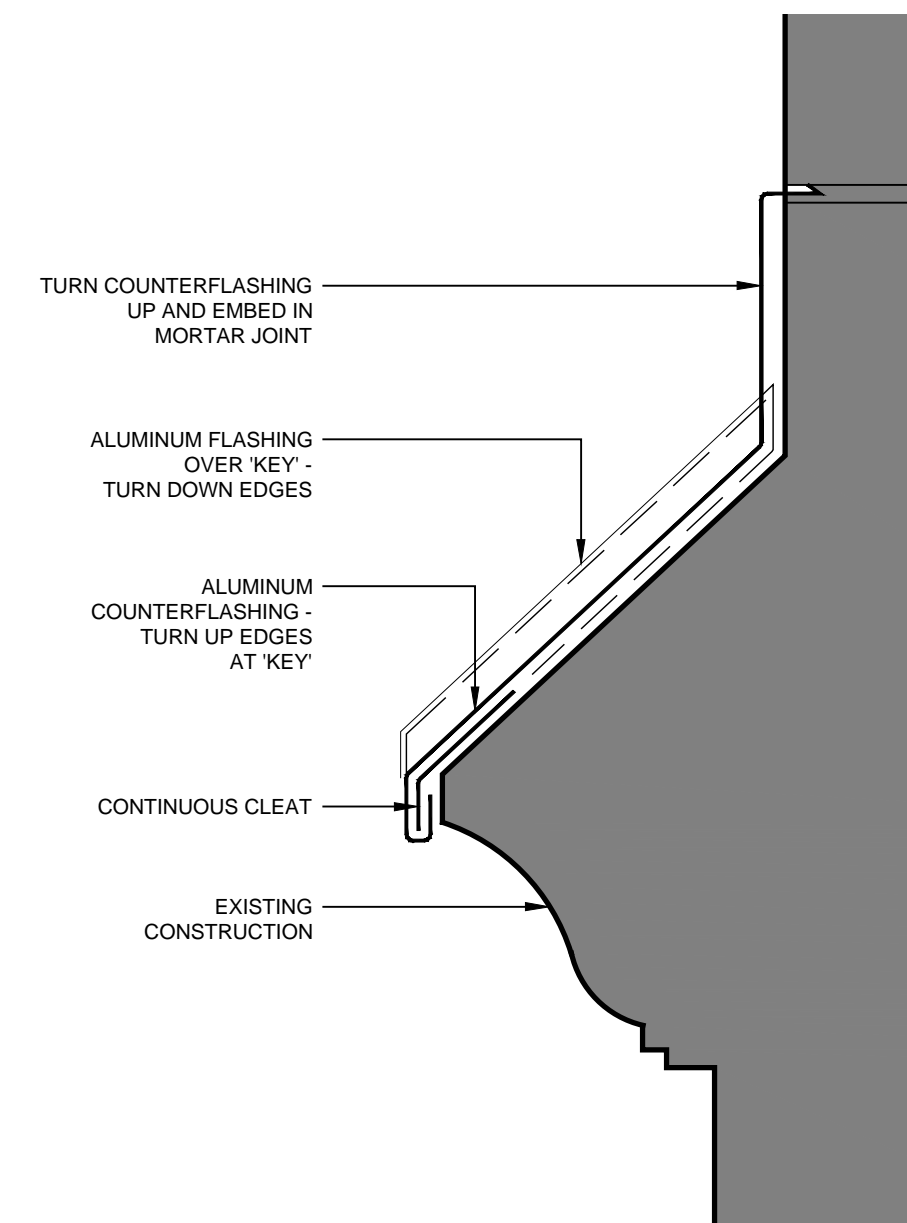 TURN COUNTERFLASHING
UP AND EMBED IN
MORTAR JOINT
ALUMINUM FLASHING
OVER 'KEY' -
TURN DOWN EDGES
ALUMINUM
COUNTERFLASHING -
TURN UP EDGES
AT 'KEY'
CONTINUOUS CLEAT
EXISTING
CONSTRUCTION